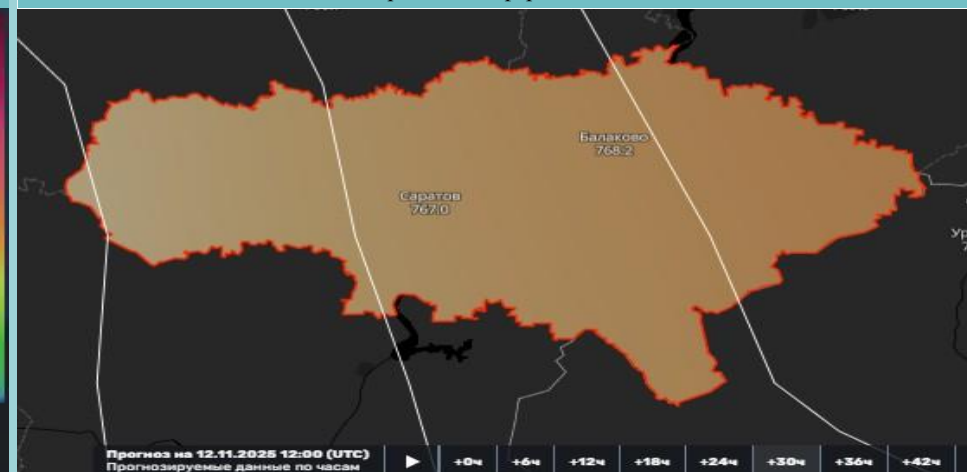 Балаково
768.2
Саратов
767.0
Ур
Прогноз на 12.11.2025 12:00 (UTC)
Прогнозируемые данные по часам
+0ч +6ч +12ч +18ч +24ч +30ч +36ч +42ч